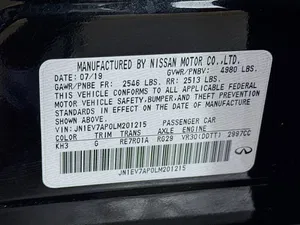 MANUFACTURED BY NISSAN MOTOR CO.,LTD.
DATE 07/19 GVWR/PNBV: 4980 LBS.
GAWR/PNBE FR: 2546 LBS. RR: 2513 LBS.
THIS VEHICLE CONFORMS TO ALL APPLICABLE FEDERAL
MOTOR VEHICLE SAFETY, BUMPER, AND THEFT PREVENTION
STANDARDS IN EFFECT ON THE DATE OF MANUFACTURE
SHOWN ABOVE.
V.I.: JN1EV7AP0LM201215 PASSENGER CAR
COLOR TRIM TRANS AXLE ENGINE
KH3 G RE7R01A R029 VR30(DDTT) 2997CC
JN1EV7AP0LM201215